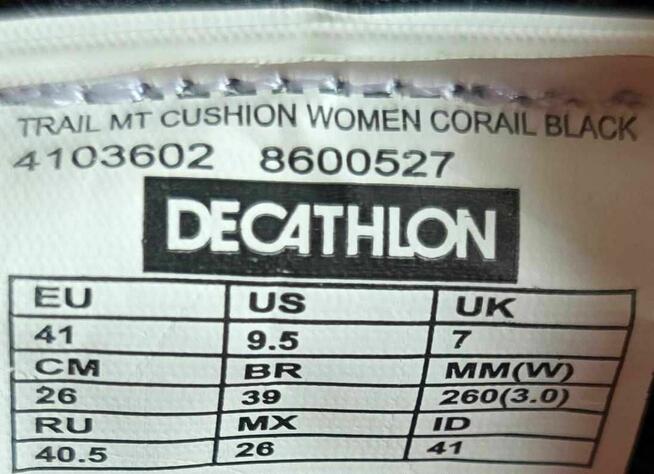 TRAIL MT CUSHION WOMEN CORAIL BLACK
4103602 8600527
DECATHLON
EU US UK
41 9.5 7
CM BR MM(W)
26 39 260(3.0)
RU MX ID
40.5 26 41